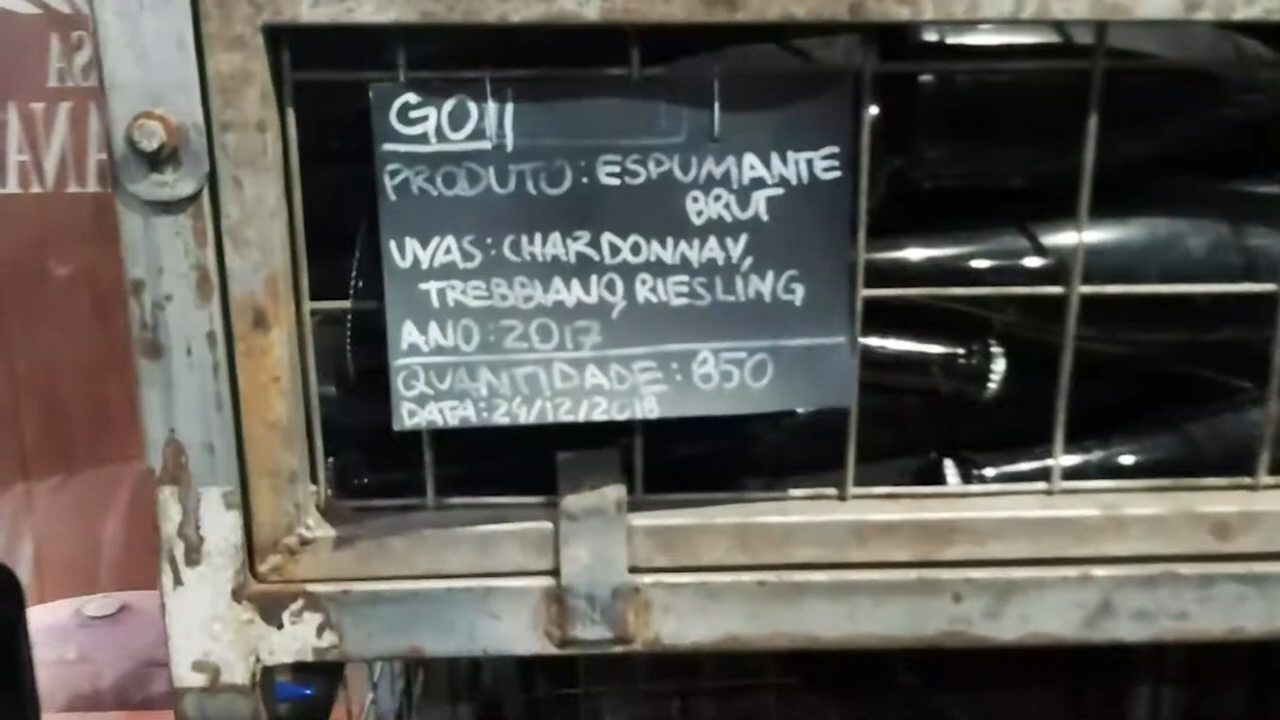 GO11
PRODUTO: ESPUMANTE
BRUT
UVAS: CHARDONNAY,
TREBBIANO, RIESLING
ANO: 2017
QUANTIDADE: 850
DATA: 24/12/2018